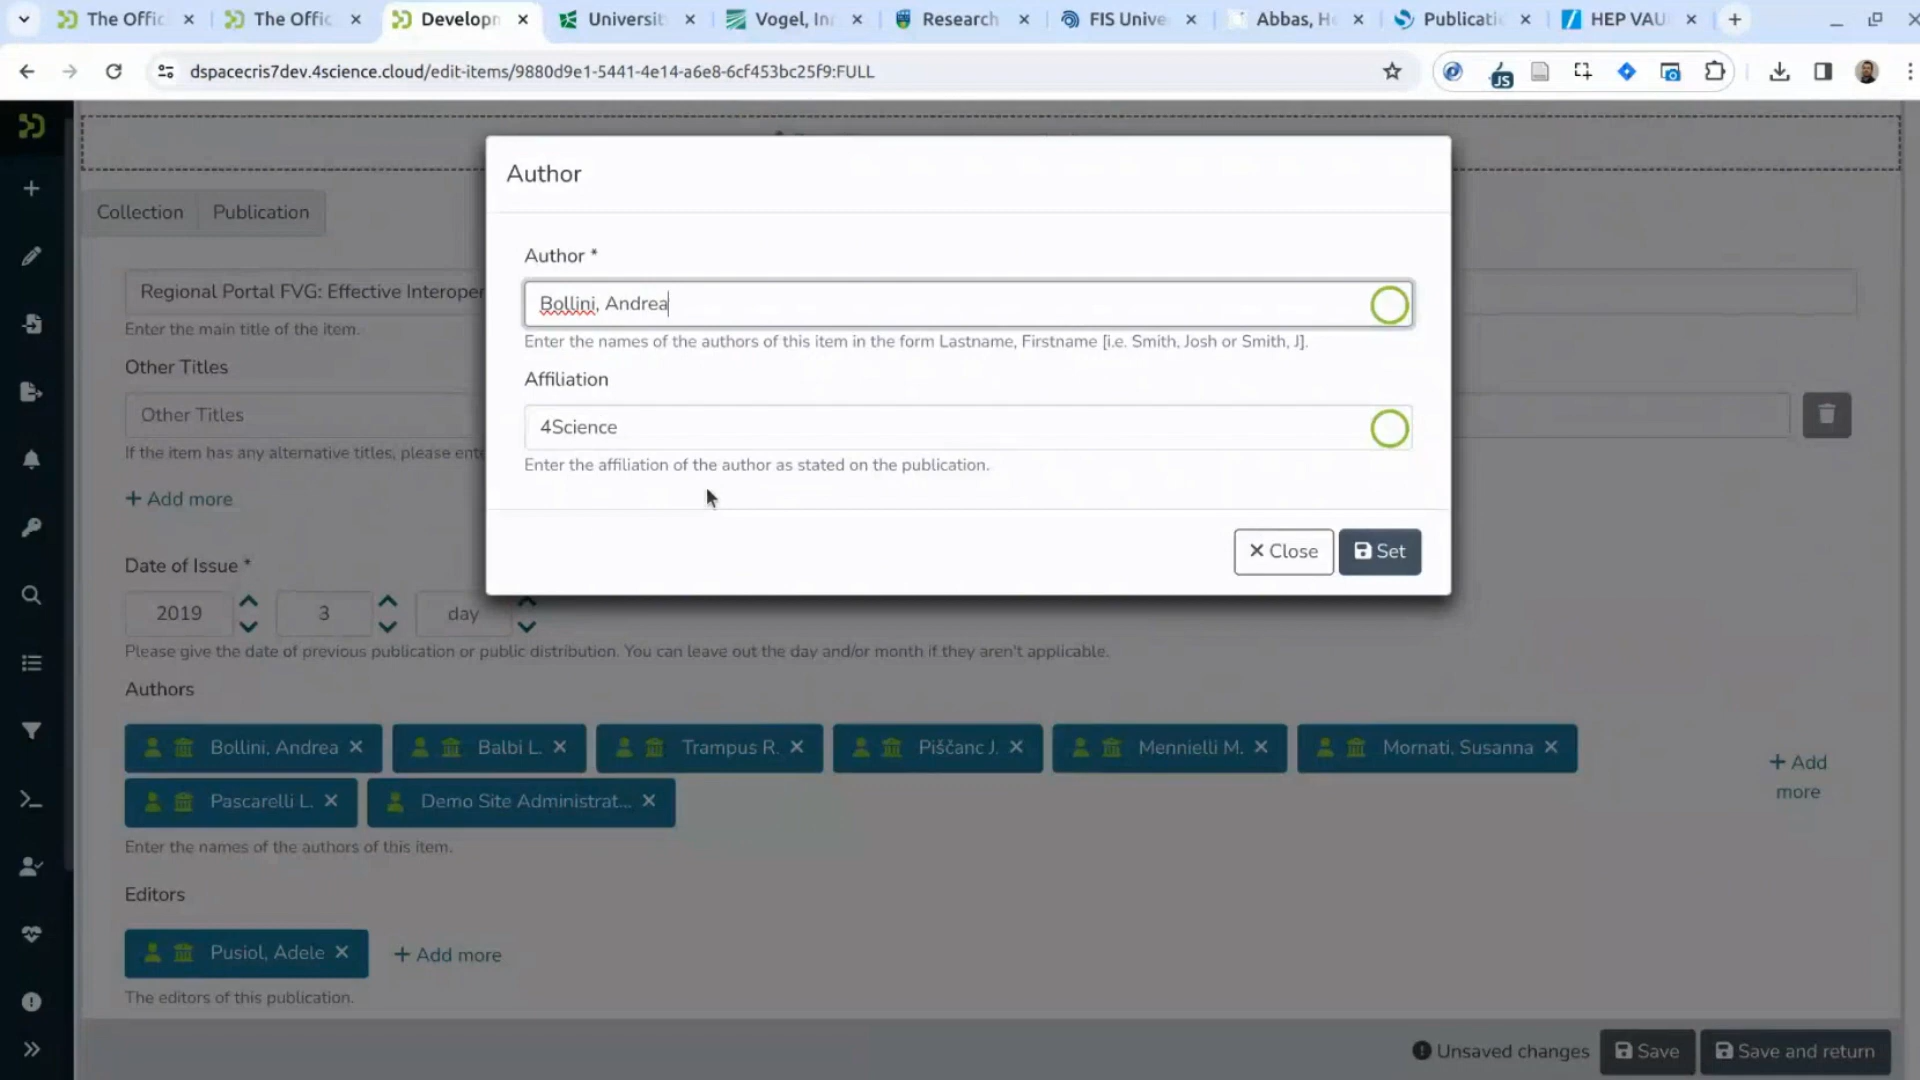 The Offic
The Offic
Developn
Universit
Vogel, Inr
Research
FIS Unive
Abbas, H
Publicati
HEP VAU
dspacecris7dev.4science.cloud/edit-items/9880d9e1-5441-4e14-a6e8-6cf453bc25f9:FULL
JS
Collection
Publication
Regional Portal FVG: Effective Interoper
Enter the main title of the item.
Other Titles
Other Titles
If the item has any alternative titles, please ente
+ Add more
Author
Author *
Bollini, Andrea
Enter the names of the authors of this item in the form Lastname, Firstname [i.e. Smith, Josh or Smith, J].
Affiliation
4Science
Enter the affiliation of the author as stated on the publication.
Close
Set
Date of Issue *
2019
3
day
Please give the date of previous publication or public distribution. You can leave out the day and/or month if they aren't applicable.
Authors
Bollini, Andrea
Balbi L.
Trampus R.
Piščanc J.
Mennielli M.
Mornati, Susanna
Pascarelli L.
Demo Site Administrat...
+ Add
more
Enter the names of the authors of this item.
Editors
Pusiol, Adele
+ Add more
The editors of this publication.
Unsaved changes
Save
Save and return